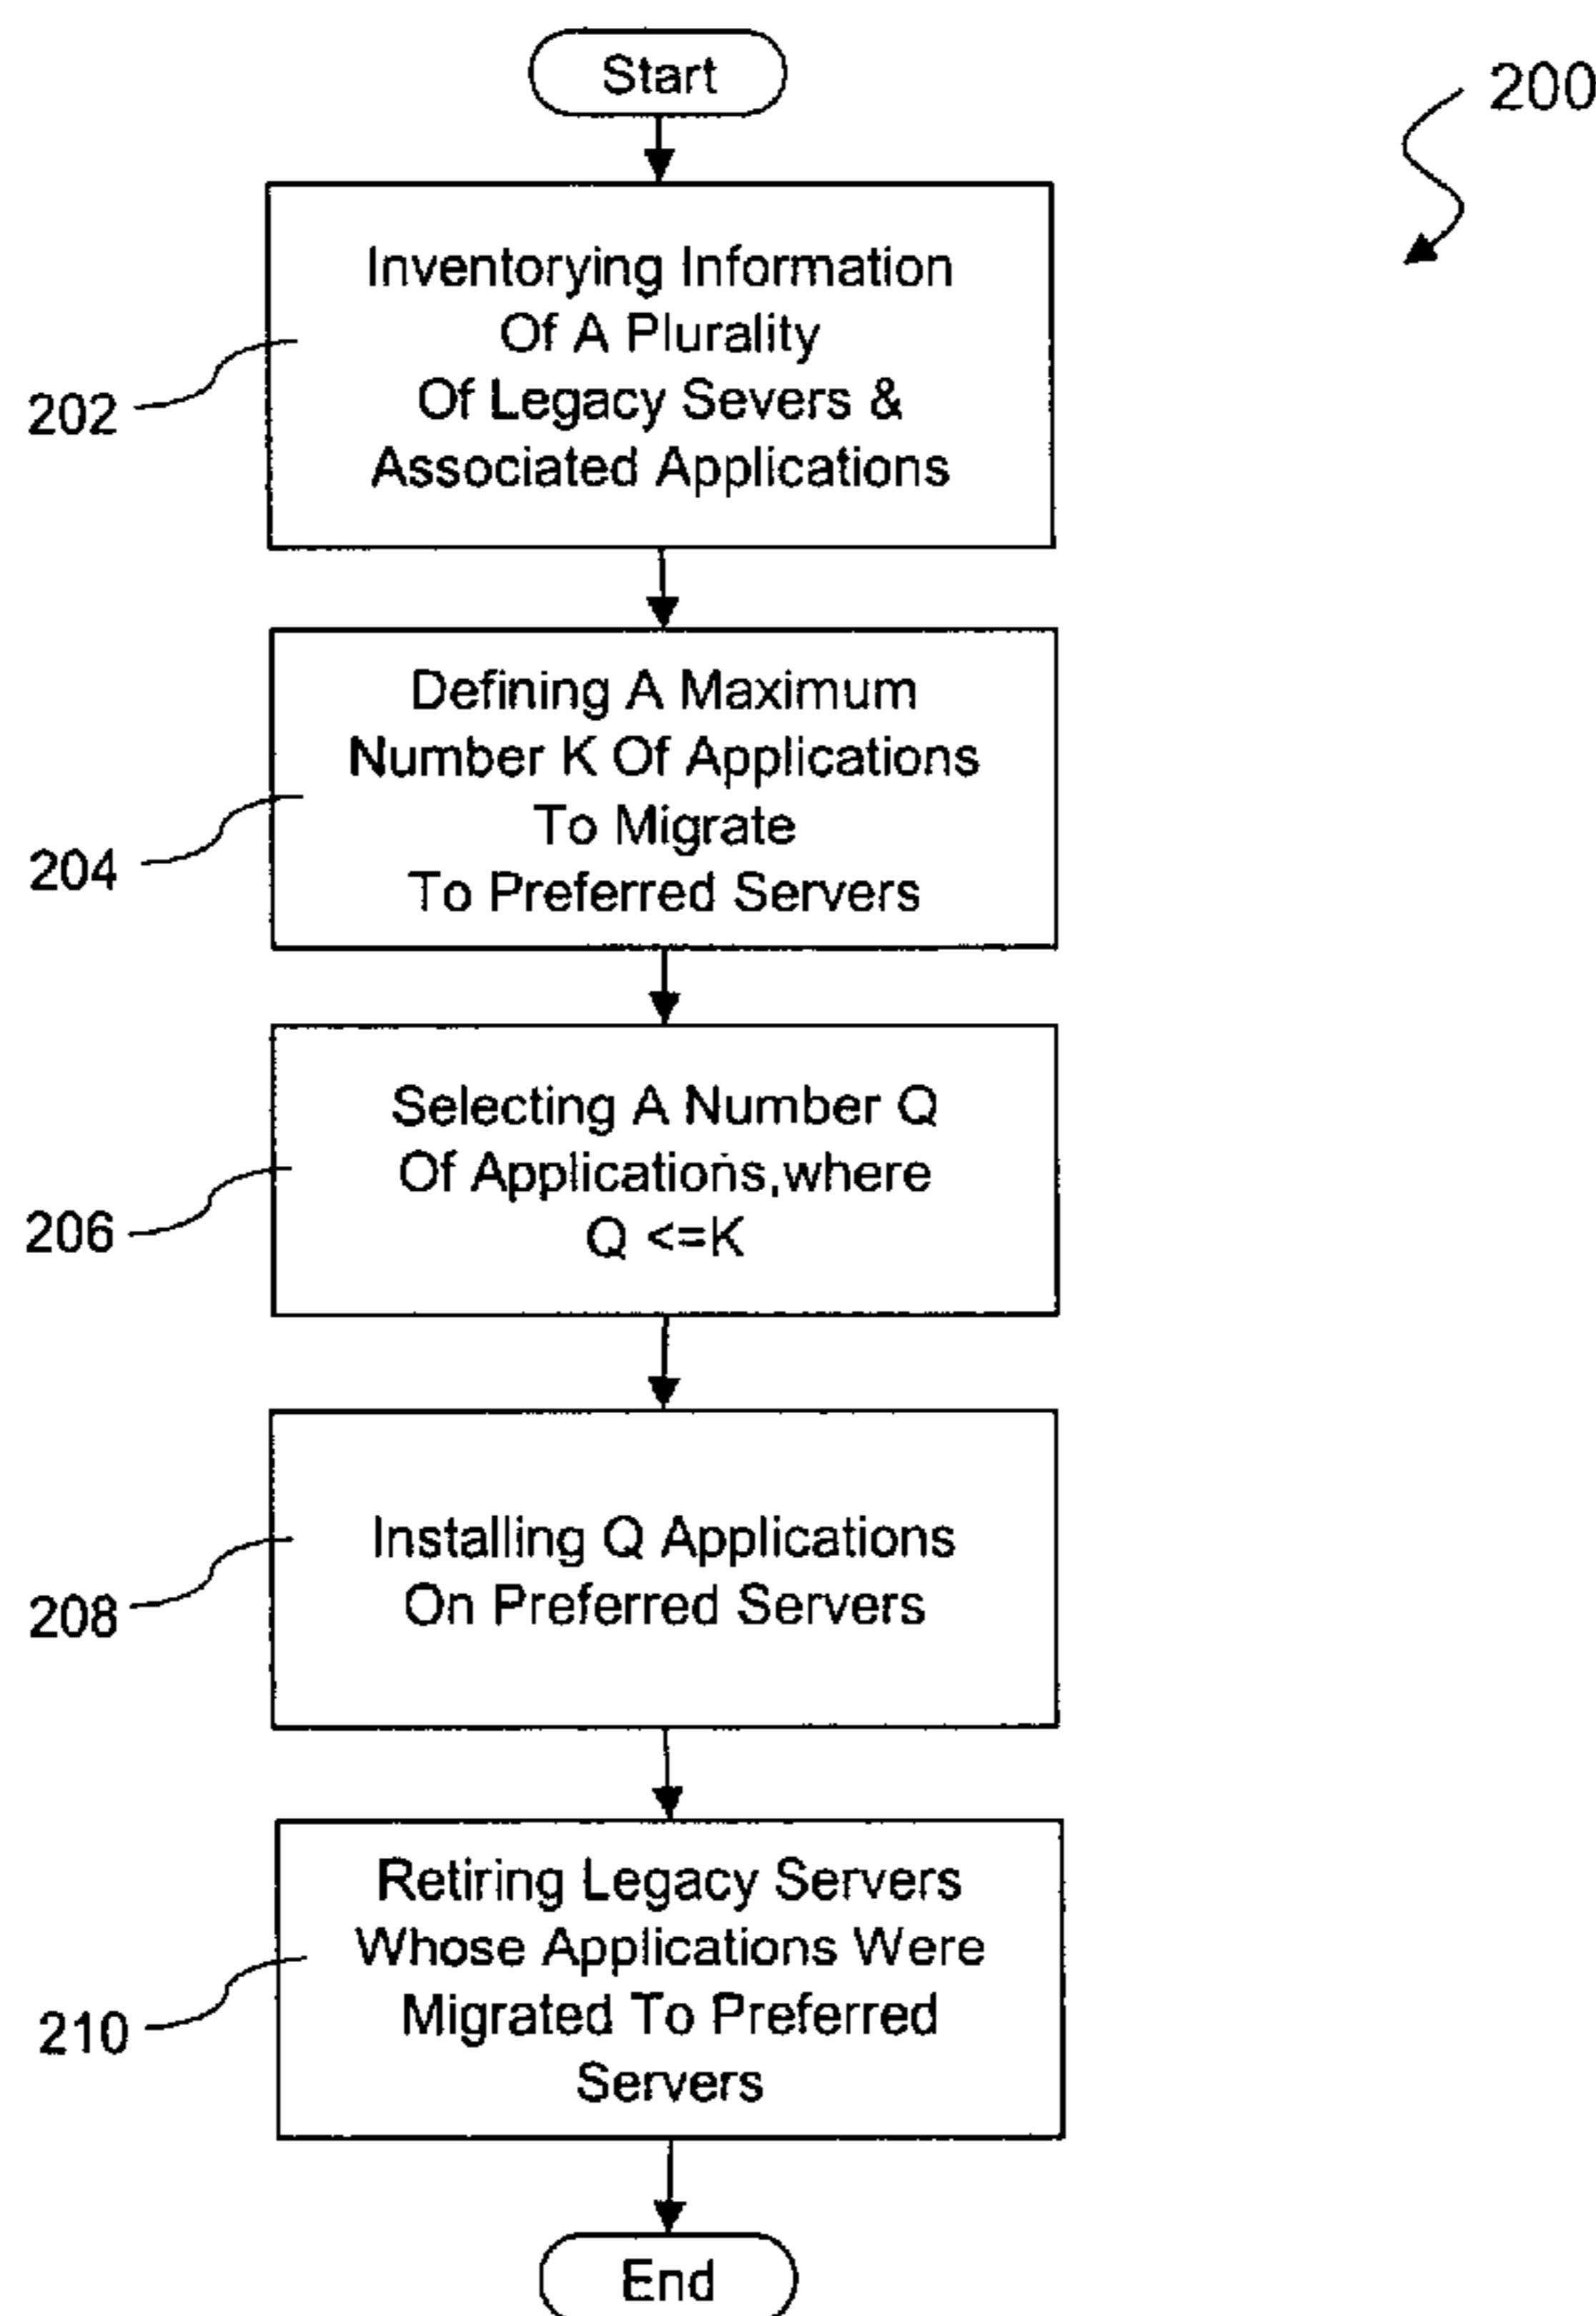 Start
200
Inventorying Information
Of A Plurality
Of Legacy Severs &
Associated Applications
202
Defining A Maximum
Number K Of Applications
To Migrate
To Preferred Servers
204
Selecting A Number Q
Of Applications,where
Q <=K
206
Installing Q Applications
On Preferred Servers
208
Retiring Legacy Servers
Whose Applications Were
Migrated To Preferred
Servers
210
End